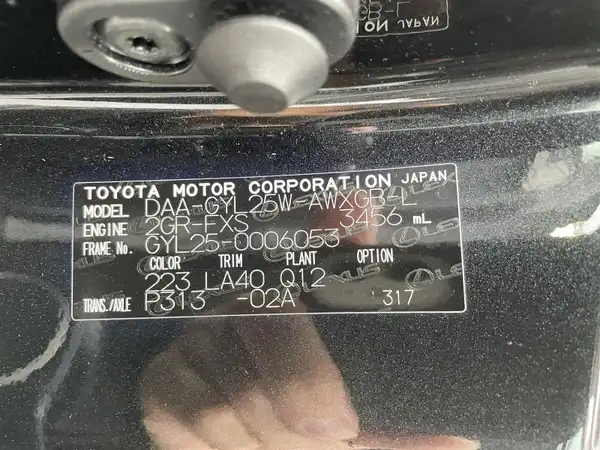 TOYOTA MOTOR CORPORATION JAPAN
MODEL DAA-GYL25W-AWXGB-L
ENGINE 2GR-FXS 3456 mL
FRAME No. GYL25-0006053
COLOR TRIM PLANT OPTION
223 LA40 Q12
TRANS./AXLE P313 -02A 317
LEXUS